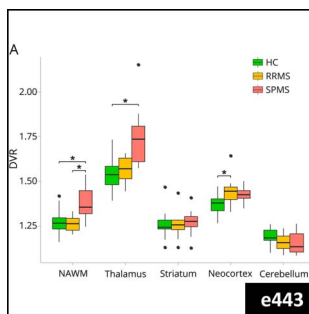 A
HC
RRMS
SPMS
DVR
2.00
1.75
1.50
1.25
*
*
*
*
NAWM Thalamus Striatum Neocortex Cerebellum
e443